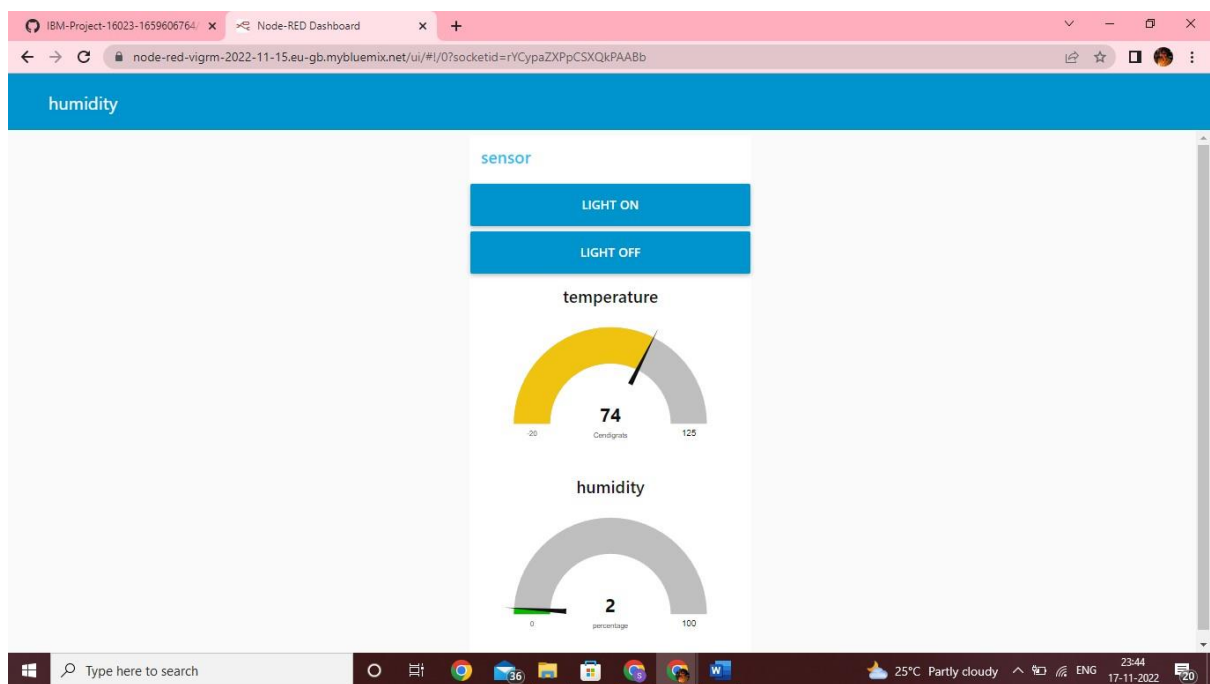 IBM-Project-16023-1659606764/
Node-RED Dashboard
node-red-vigrm-2022-11-15.eu-gb.mybluemix.net/ui/#!/0?socketid=rYCypaZXPpCSXQkPAABb
humidity
sensor
LIGHT ON
LIGHT OFF
temperature
74
-20 Cendigrats 125
humidity
2
0 percentage 100
Type here to search
36
W
25°C Partly cloudy
ENG
23:44
17-11-2022
20